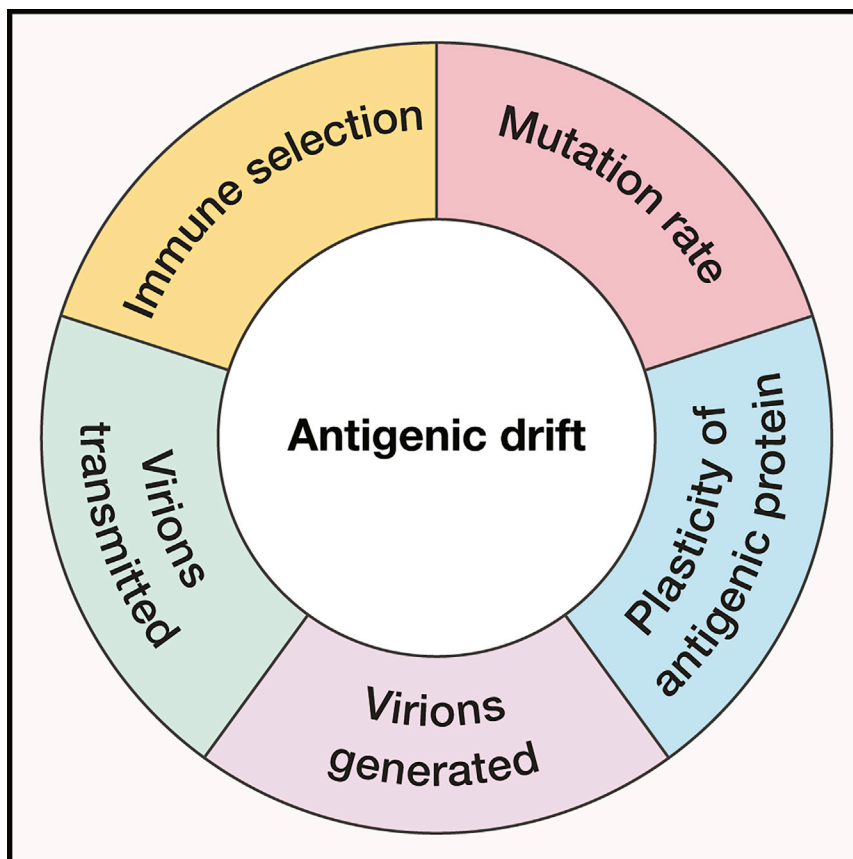 Immune selection
Mutation rate
Antigenic drift
Plasticity of
antigenic protein
Virions
transmitted
Virions
generated